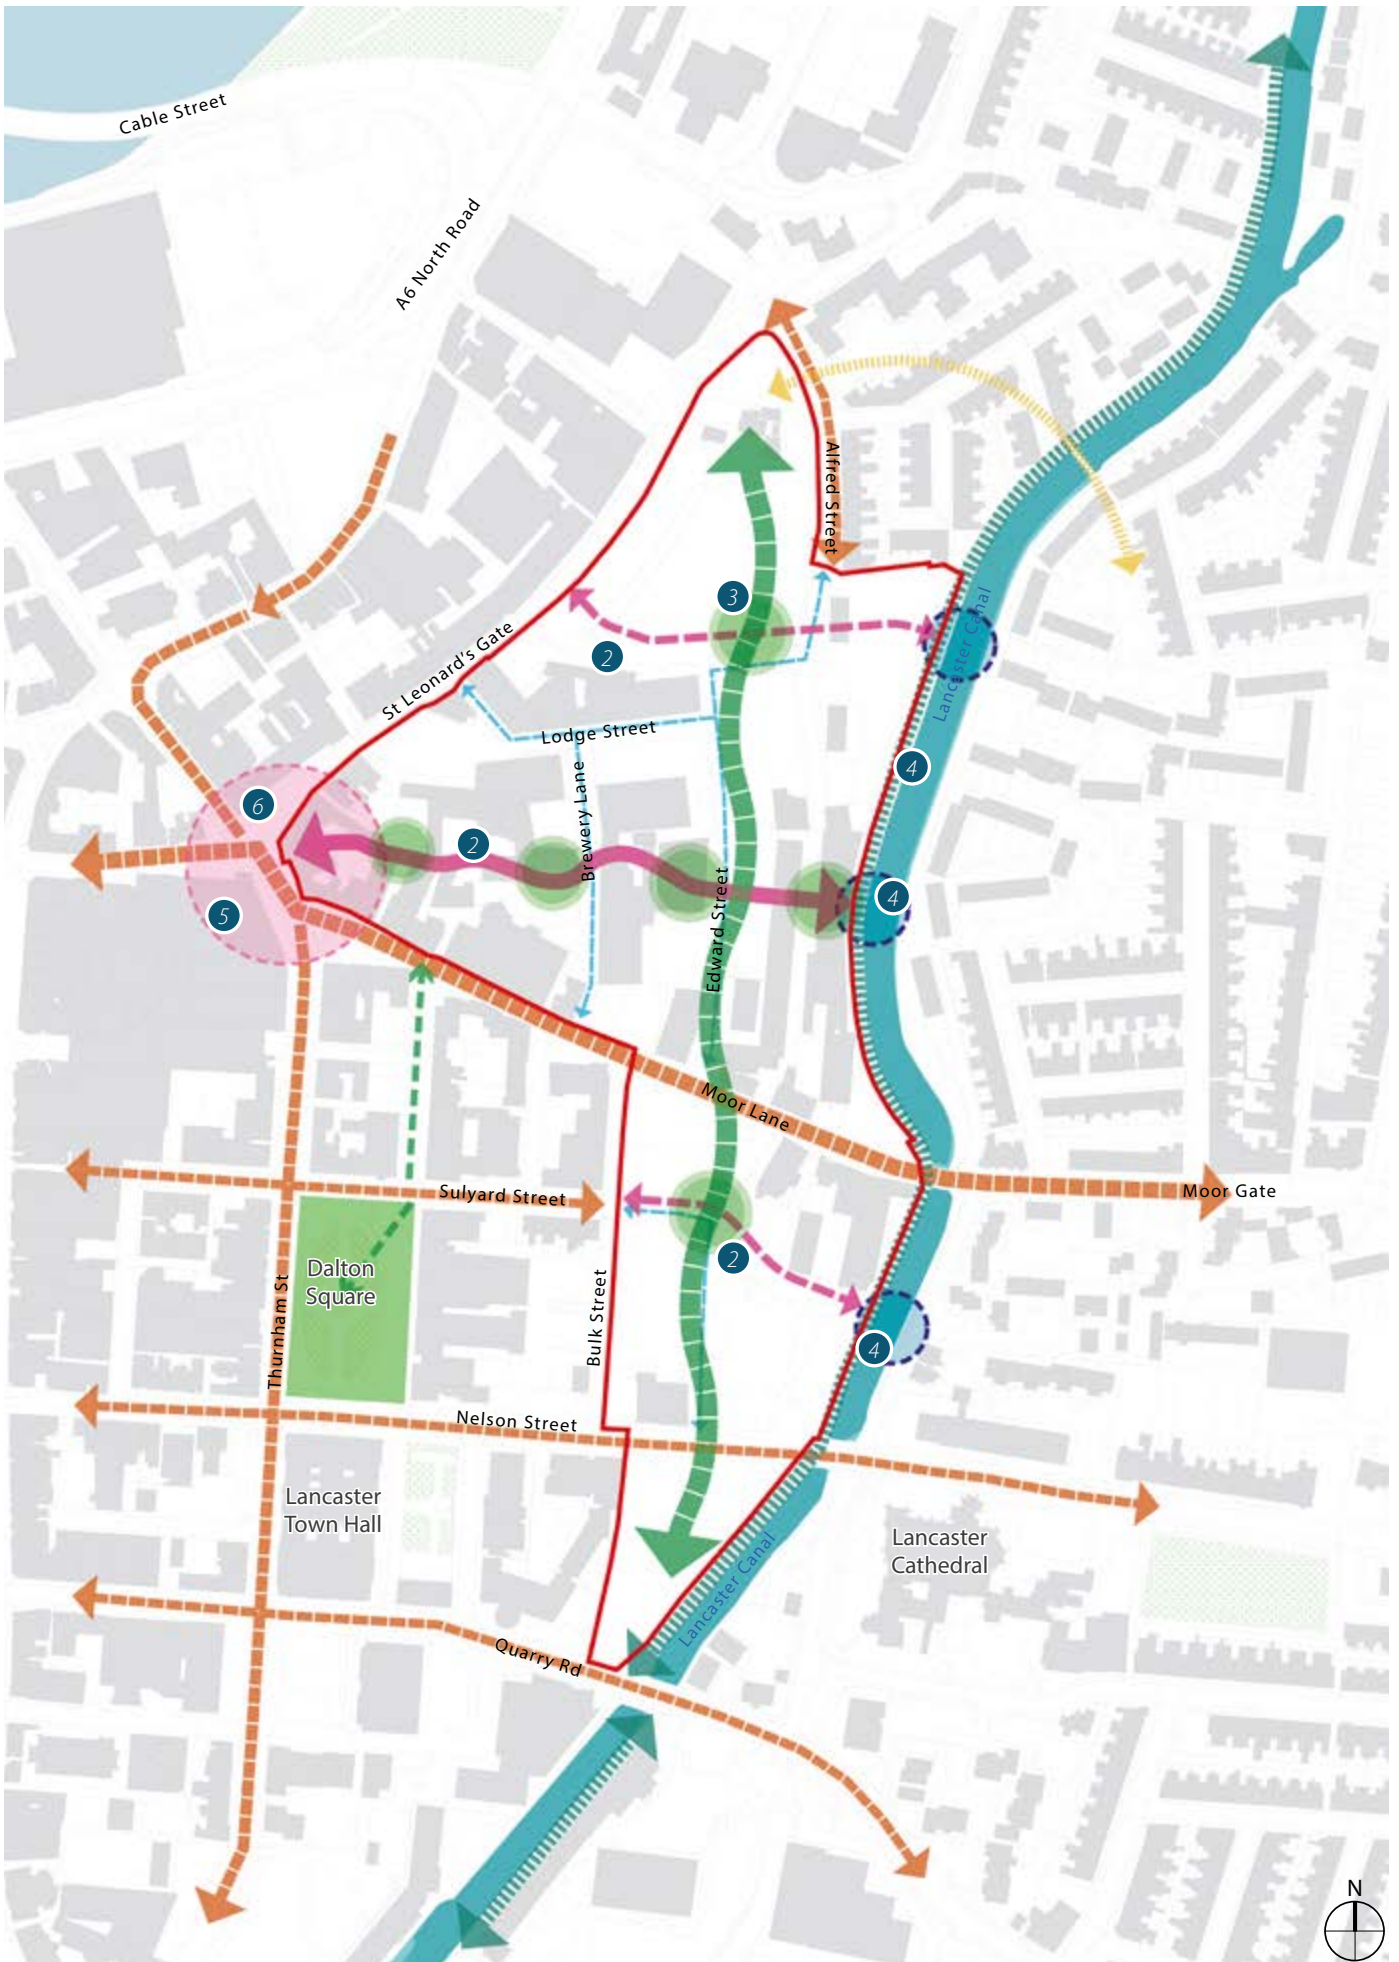 Cable Street
A6 North Road
Alfred Street
3
Lancaster Canal
2
St Leonard's Gate
Lodge Street
4
Brewery Lane
6
2
Edward Street
4
5
Moor Lane
Sulyard Street
Moor Gate
2
Dalton
Square
Thurnham St
Bulk Street
4
Nelson Street
Lancaster
Town Hall
Lancaster
Cathedral
Lancaster Canal
Quarry Rd
N